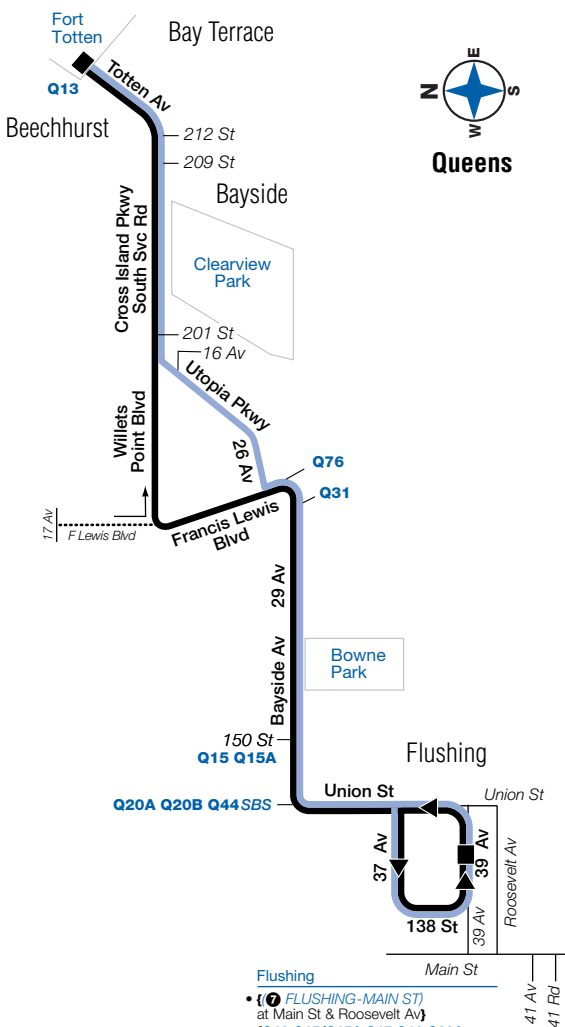 Fort
Totten
Bay Terrace
Q13
Totten Av
Beechhurst
212 St
209 St
N
E
S
W
Queens
Bayside
Clearview
Park
Cross Island Pkwy
South Svc Rd
201 St
16 Av
Utopia Pkwy
Willets
Point Blvd
26 Av
Q76
Q31
17 Av
F Lewis Blvd
Francis Lewis
Blvd
29 Av
Bowne
Park
Bayside Av
150 St
Q15 Q15A
Flushing
Q20A Q20B Q44 SBS
Union St
Union St
37 Av
39 Av
Roosevelt Av
138 St
39 Av
Main St
41 Av
41 Rd
Flushing
• {(7 FLUSHING-MAIN ST)
at Main St & Roosevelt Av}